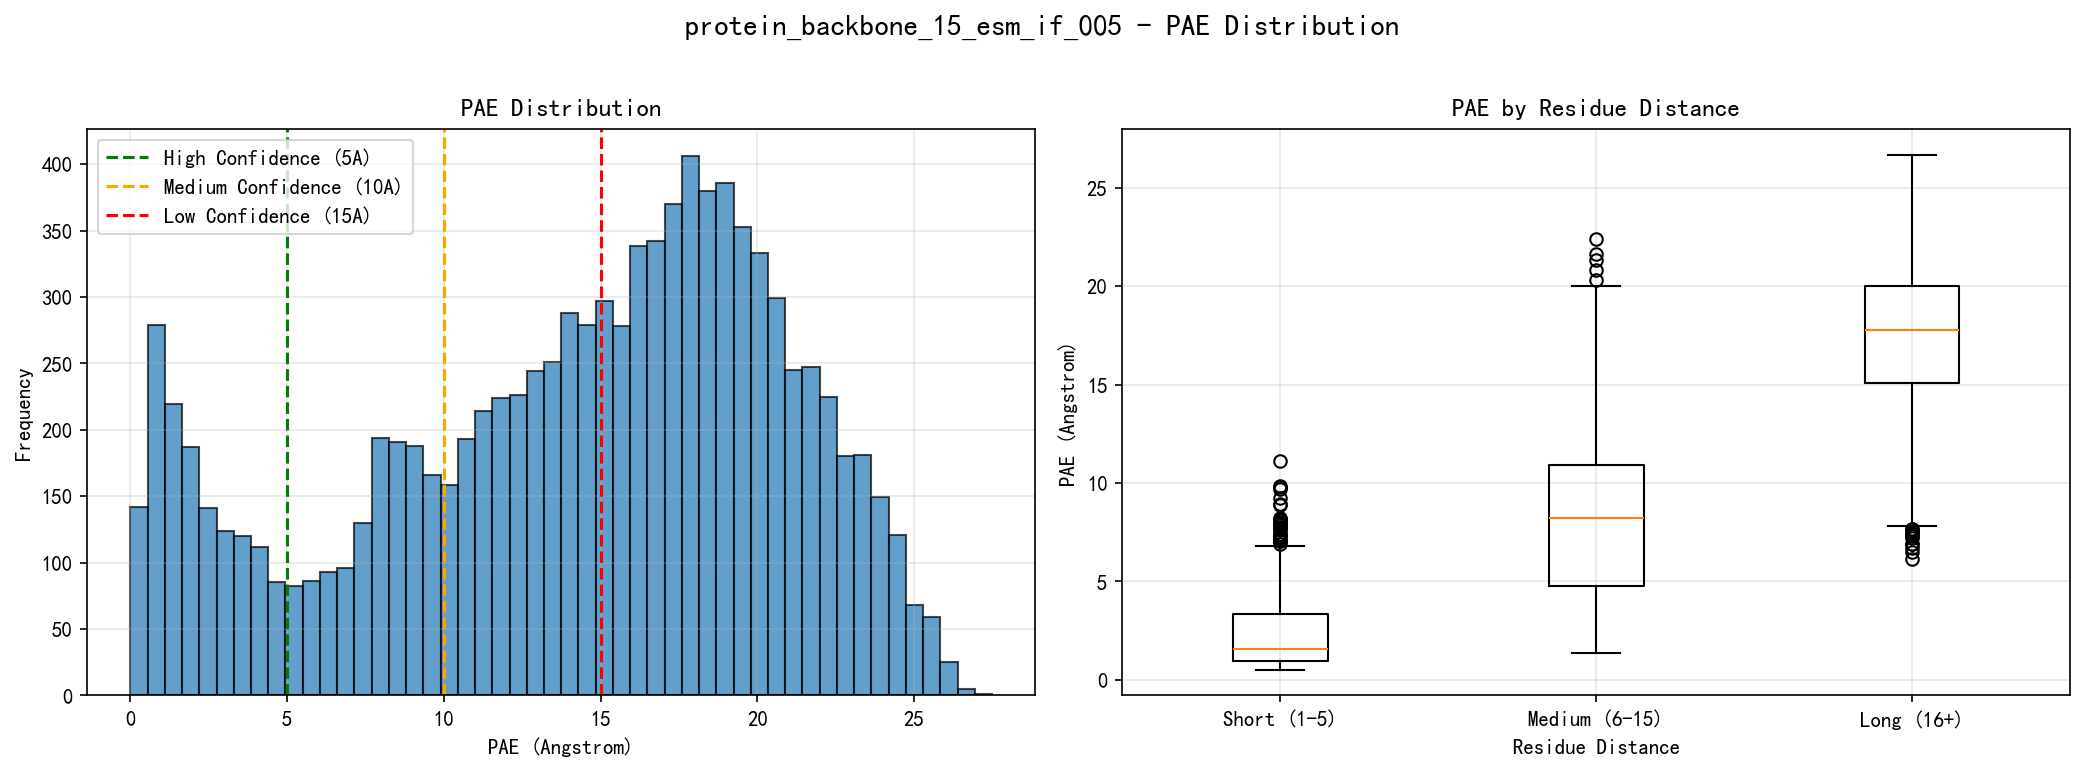 protein_backbone_15_esm_if_005 - PAE Distribution
PAE Distribution
High Confidence (5A)
Medium Confidence (10A)
Low Confidence (15A)
400
350
300
250
200
150
100
50
0
Frequency
0 5 10 15 20 25
PAE (Angstrom)
PAE by Residue Distance
25
20
15
10
5
0
PAE (Angstrom)
Short (1-5) Medium (6-15) Long (16+)
Residue Distance